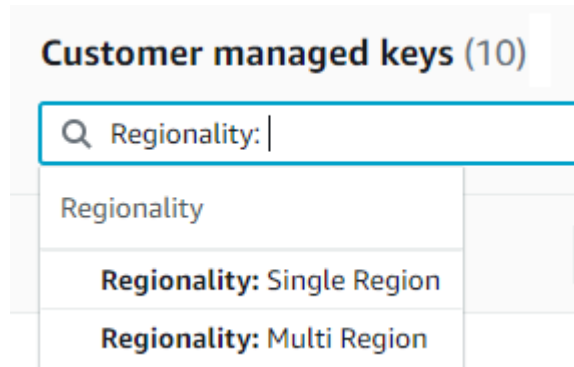 Customer managed keys (10)
Regionality:
Regionality
Regionality: Single Region
Regionality: Multi Region